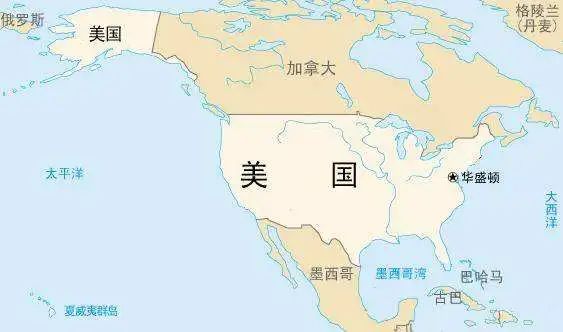 俄罗斯
美国
格陵兰
(丹麦)
加拿大
美
国
华盛顿
太平洋
大西洋
墨西哥
墨西哥湾
巴哈马
古巴
夏威夷群岛